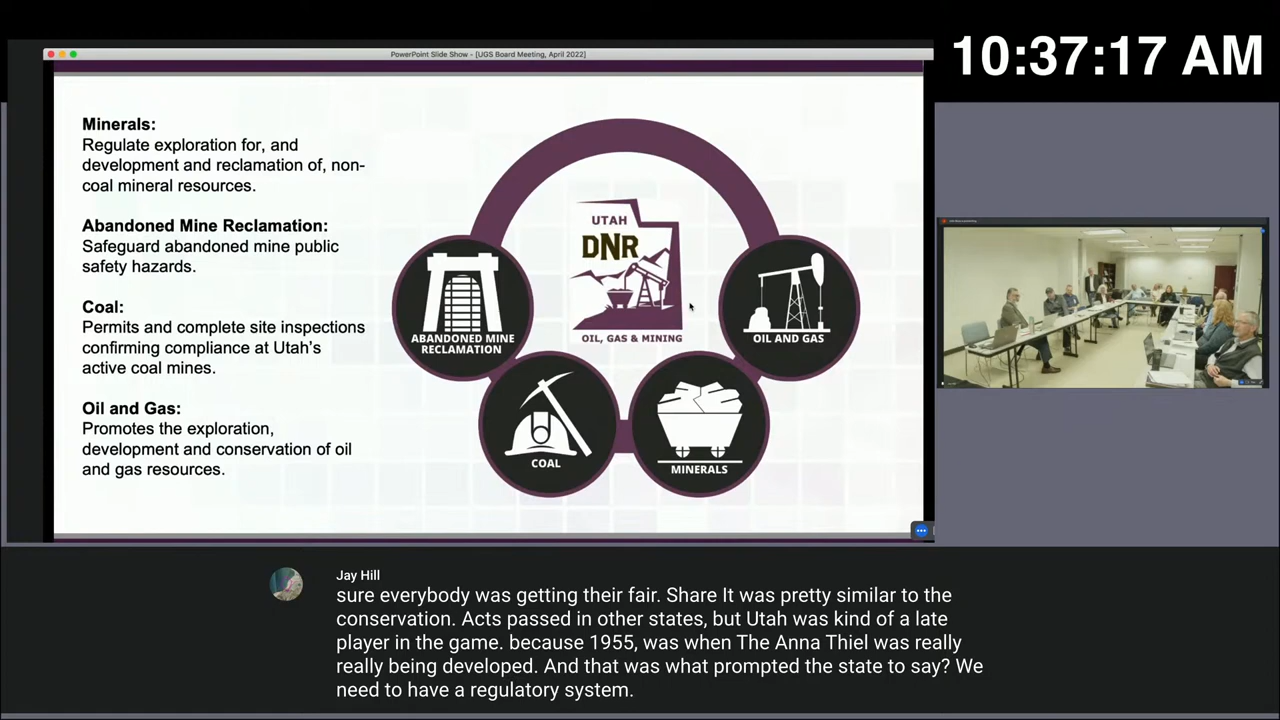 PowerPoint Slide Show - [UGS Board Meeting, April 2022]
10:37:17 AM
Minerals:
Regulate exploration for, and
development and reclamation of, non-
coal mineral resources.
Abandoned Mine Reclamation:
Safeguard abandoned mine public
safety hazards.
Coal:
Permits and complete site inspections
confirming compliance at Utah's
active coal mines.
Oil and Gas:
Promotes the exploration,
development and conservation of oil
and gas resources.
UTAH
DNR
OIL, GAS & MINING
ABANDONED MINE
RECLAMATION
OIL AND GAS
COAL
MINERALS
Jay Hill
sure everybody was getting their fair. Share It was pretty similar to the
conservation. Acts passed in other states, but Utah was kind of a late
player in the game. because 1955, was when The Anna Thiel was really
really being developed. And that was what prompted the state to say? We
need to have a regulatory system.